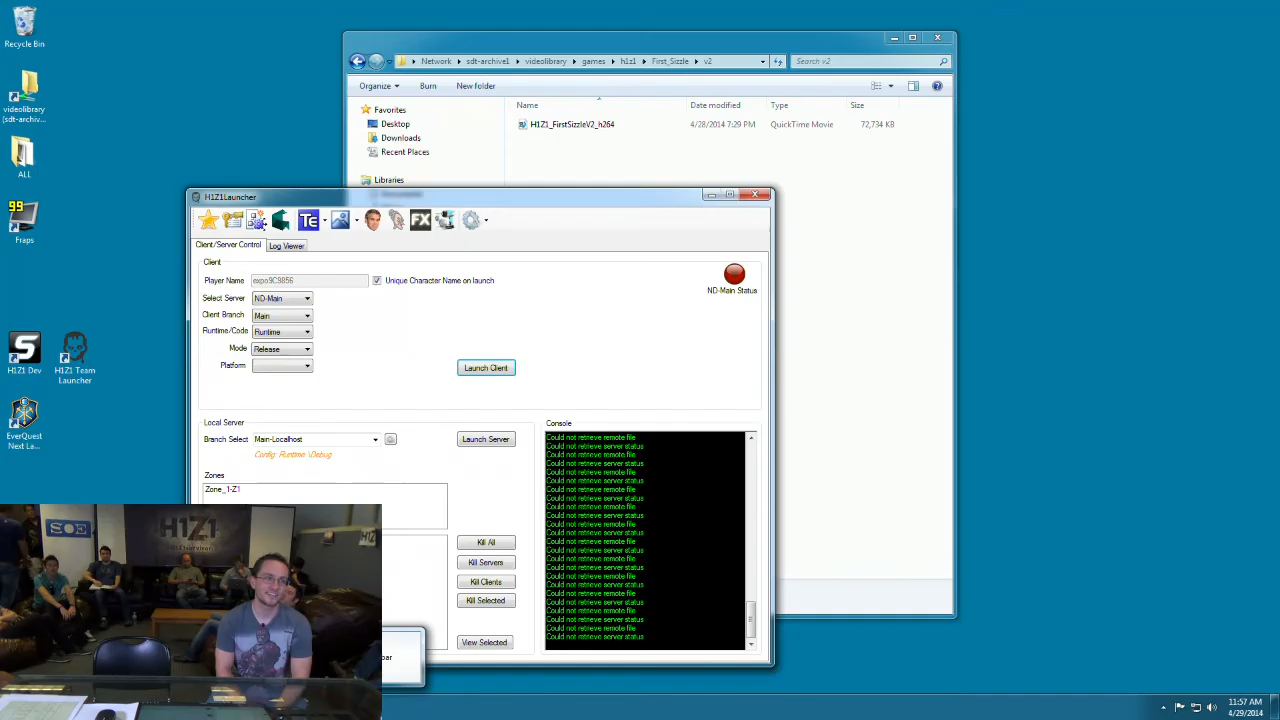 Recycle Bin
videolibrary
(sdt-archiv...
ALL
99
Fraps
H1Z1 Dev
H1Z1 Team
Launcher
EverQuest
Next La...
Network
sdt-archive1
videolibrary
games
h1z1
First_Sizzle
v2
Search v2
Organize
Burn
New folder
Favorites
Desktop
Downloads
Recent Places
Libraries
Name
Date modified
Type
Size
H1Z1_FirstSizzleV2_h264
4/28/2014 7:29 PM
QuickTime Movie
72,734 KB
H1Z1Launcher
TE
FX
Client/Server Control
Log Viewer
Client
Player Name
expo9C9856
Unique Character Name on launch
Select Server
ND-Main
Client Branch
Main
Runtime/Code
Runtime
Mode
Release
Platform
Launch Client
ND-Main Status
Local Server
Branch Select
Main-Localhost
Launch Server
Config: Runtime \Debug
Zones
Zone_1-Z1
Kill All
Kill Servers
Kill Clients
Kill Selected
View Selected
Console
Could not retrieve remote file
Could not retrieve server status
Could not retrieve remote file
Could not retrieve server status
Could not retrieve remote file
Could not retrieve server status
Could not retrieve remote file
Could not retrieve server status
Could not retrieve remote file
Could not retrieve server status
Could not retrieve remote file
Could not retrieve server status
Could not retrieve remote file
Could not retrieve server status
Could not retrieve remote file
Could not retrieve server status
Could not retrieve remote file
Could not retrieve server status
Could not retrieve remote file
Could not retrieve server status
Could not retrieve remote file
Could not retrieve server status
Could not retrieve remote file
Could not retrieve server status
SOE
H1Z1
bar
11:57 AM
4/29/2014